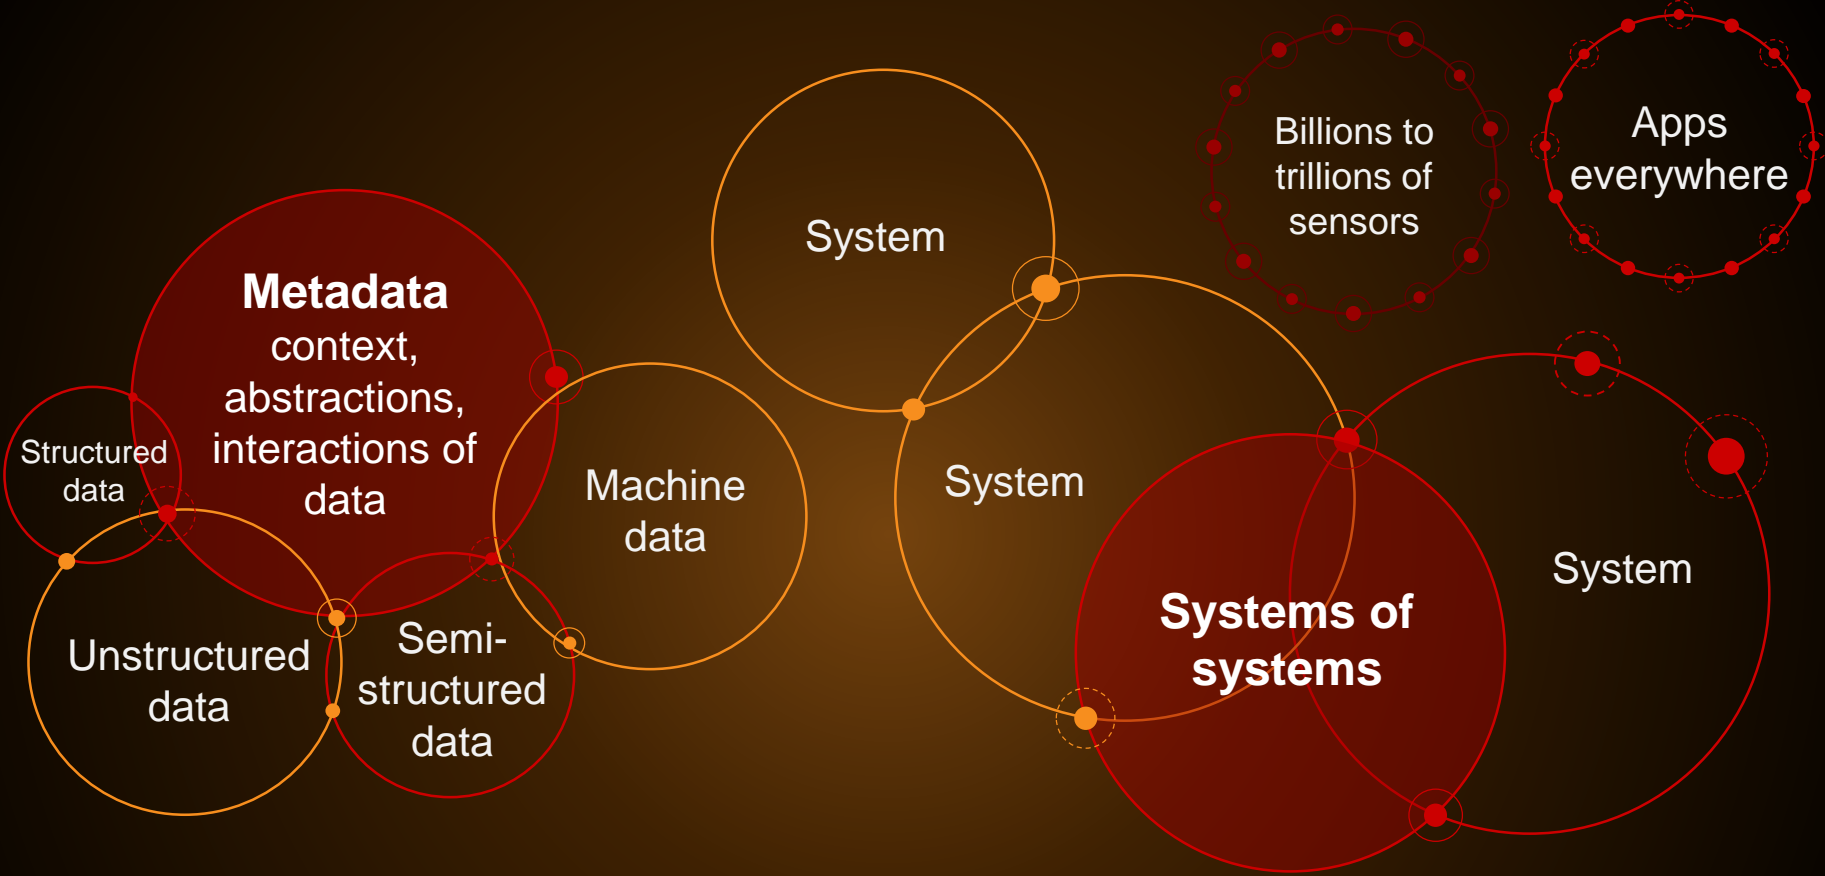 Metadata
context,
abstractions,
interactions of
data
Structured
data
Unstructured
data
Semi-
structured
data
Machine
data
System
System
Systems of
systems
System
Billions to
trillions of
sensors
Apps
everywhere